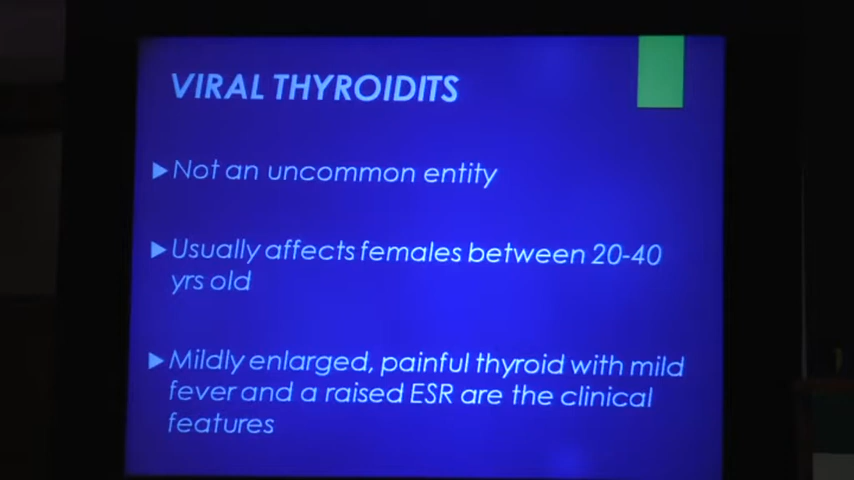 VIRAL THYROIDITS
Not an uncommon entity
Usually affects females between 20-40
yrs old
Mildly enlarged, painful thyroid with mild
fever and a raised ESR are the clinical
features